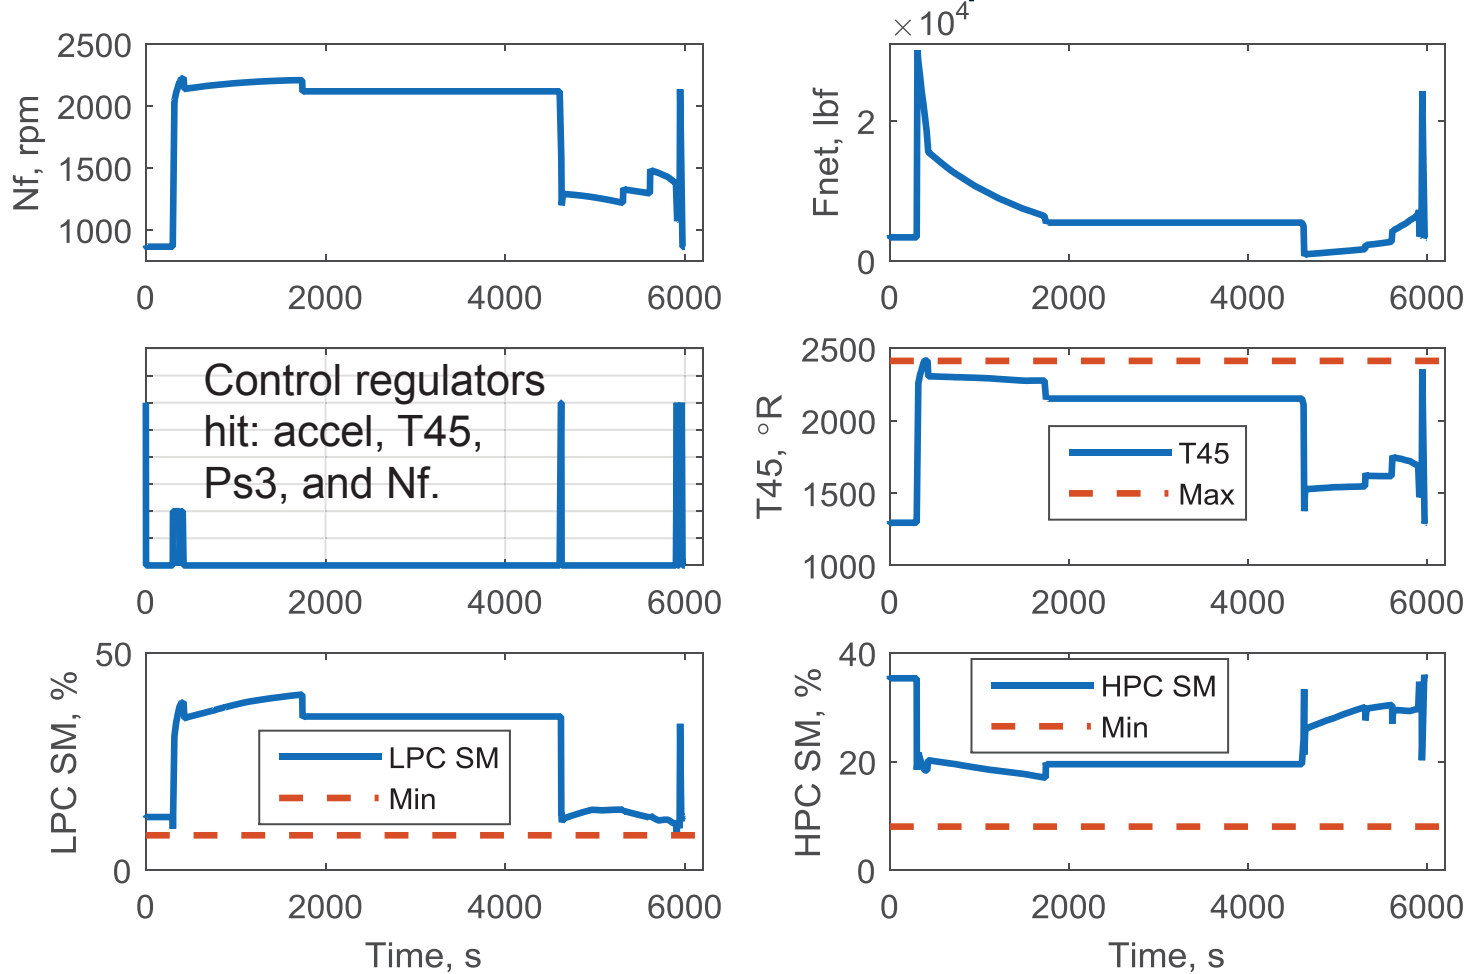 × 10⁴
2500
2000
1500
1000
Nf, rpm
0 2000 4000 6000
2
0
Fnet, lbf
0 2000 4000 6000
Control regulators
hit: accel, T45,
Ps3, and Nf.
0 2000 4000 6000
2500
2000
1500
1000
T45, °R
T45
Max
0 2000 4000 6000
50
0
LPC SM, %
LPC SM
Min
0 2000 4000 6000
Time, s
40
20
0
HPC SM, %
HPC SM
Min
0 2000 4000 6000
Time, s